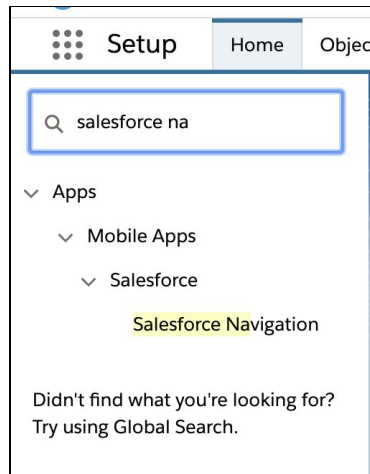 Setup
Home
Objec
salesforce na
Apps
Mobile Apps
Salesforce
Salesforce Navigation
Didn't find what you're looking for?
Try using Global Search.